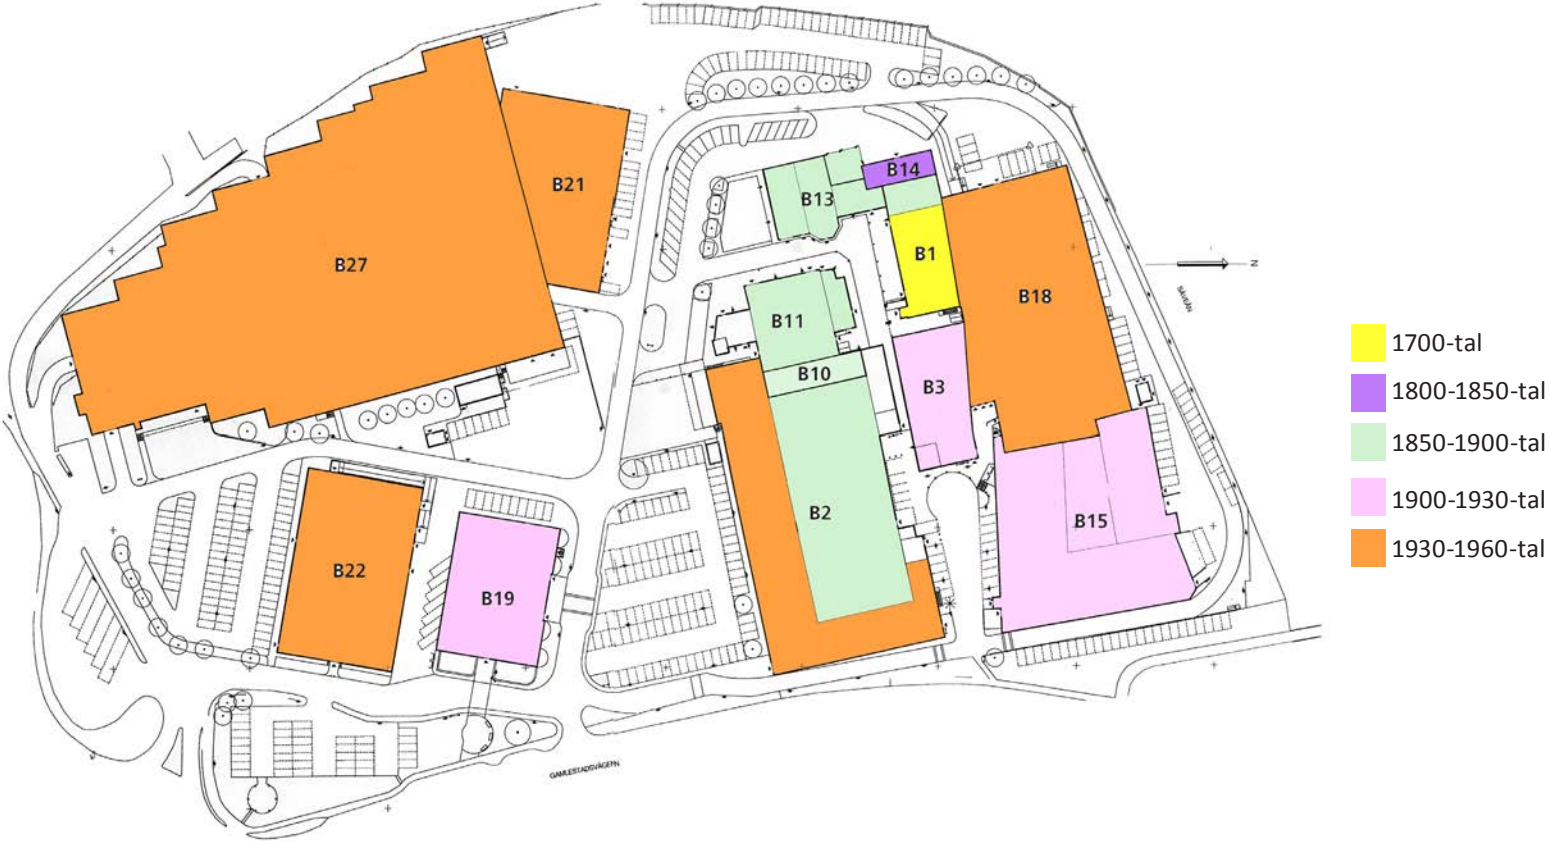 B14
B21
B13
B1
B27
N
B18
SÄVEÅN
B11
1700-tal
B10
B3
1800-1850-tal
1850-1900-tal
1900-1930-tal
B2
B15
1930-1960-tal
B22
B19
GAMLESTADSVÄGEN